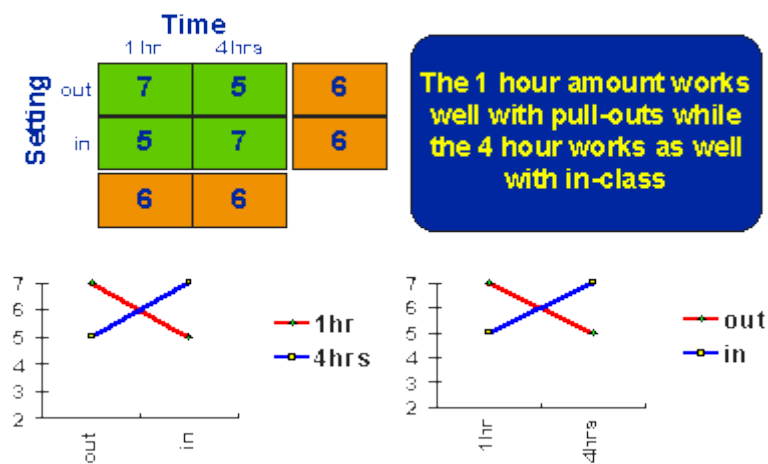 Time
1 hr 4 hrs
Setting
out 7 5 6
in 5 7 6
6 6
The 1 hour amount works
well with pull-outs while
the 4 hour works as well
with in-class
7
6
5
4
3
2
out in
1hr
4hrs
7
6
5
4
3
2
1hr 4hrs
out
in